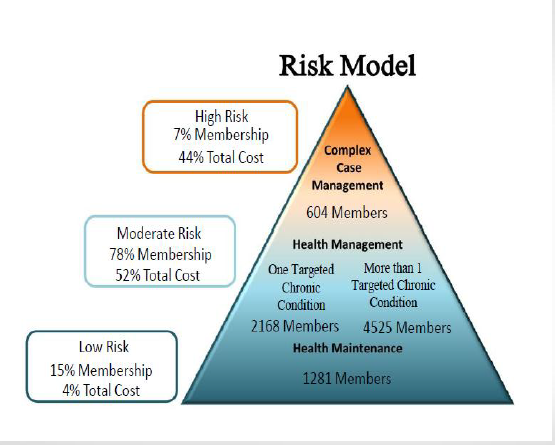 Risk Model
High Risk
7% Membership
44% Total Cost
Complex
Case
Management
604 Members
Moderate Risk
78% Membership
52% Total Cost
Health Management
One Targeted
Chronic
Condition
2168 Members
More than 1
Targeted Chronic
Condition
4525 Members
Low Risk
15% Membership
4% Total Cost
Health Maintenance
1281 Members